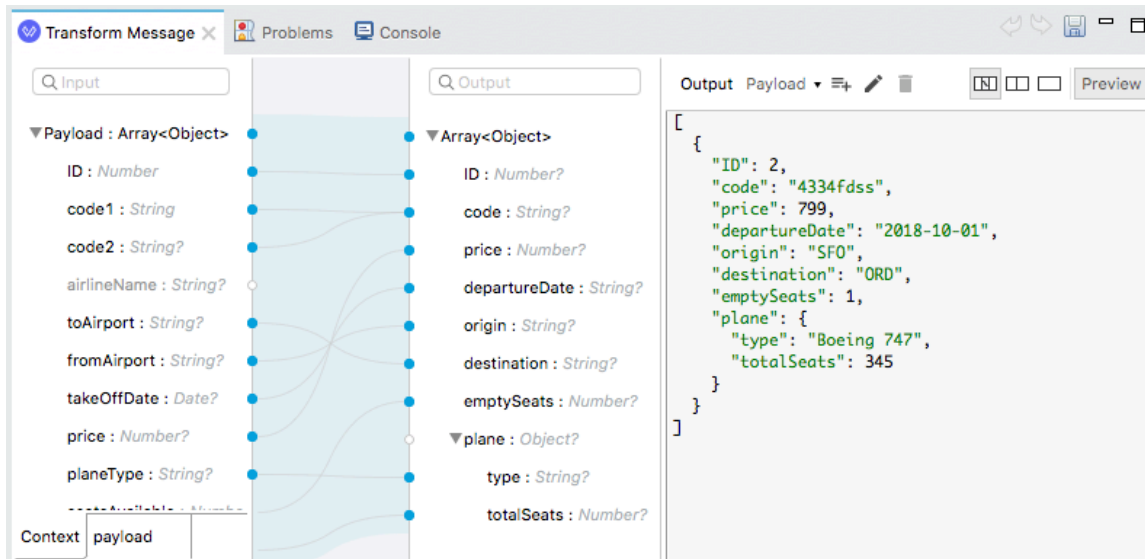 Transform Message
Problems
Console
Input
Output
Output Payload
Preview
Payload : Array<Object>
ID : Number
code1 : String
code2 : String?
airlineName : String?
toAirport : String?
fromAirport : String?
takeOffDate : Date?
price : Number?
planeType : String?
Context payload
Array<Object>
ID : Number?
code : String?
price : Number?
departureDate : String?
origin : String?
destination : String?
emptySeats : Number?
plane : Object?
type : String?
totalSeats : Number?
[
{
"ID": 2,
"code": "4334fdss",
"price": 799,
"departureDate": "2018-10-01",
"origin": "SFO",
"destination": "ORD",
"emptySeats": 1,
"plane": {
"type": "Boeing 747",
"totalSeats": 345
}
}
]